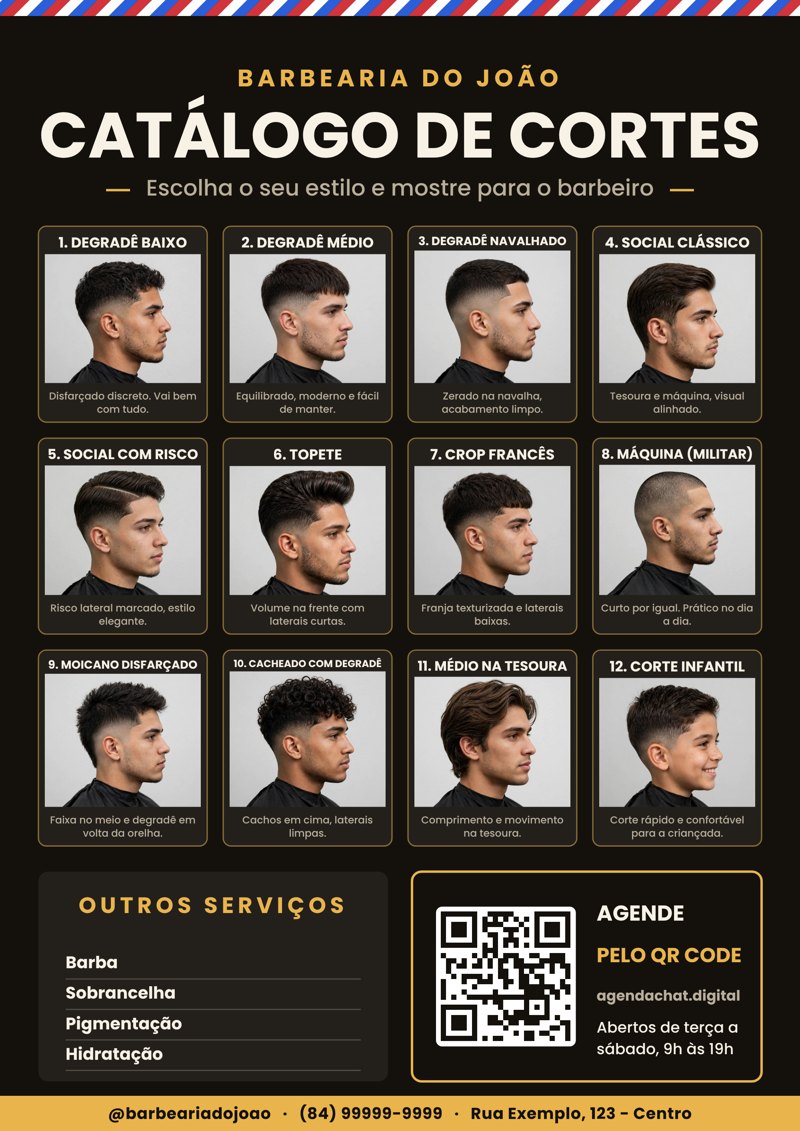 BARBEARIA DO JOÃO
CATÁLOGO DE CORTES
Escolha o seu estilo e mostre para o barbeiro
1. DEGRADÊ BAIXO
Disfarçado discreto. Vai bem
com tudo.
2. DEGRADÊ MÉDIO
Equilibrado, moderno e fácil
de manter.
3. DEGRADÊ NAVALHADO
Zerado na navalha,
acabamento limpo.
4. SOCIAL CLÁSSICO
Tesoura e máquina, visual
alinhado.
5. SOCIAL COM RISCO
Risco lateral marcado, estilo
elegante.
6. TOPETE
Volume na frente com
laterais curtas.
7. CROP FRANCÊS
Franja texturizada e laterais
baixas.
8. MÁQUINA (MILITAR)
Curto por igual. Prático no dia
a dia.
9. MOICANO DISFARÇADO
Faixa no meio e degradê em
volta da orelha.
10. CACHEADO COM DEGRADÊ
Cachos em cima, laterais
limpas.
11. MÉDIO NA TESOURA
Comprimento e movimento
na tesoura.
12. CORTE INFANTIL
Corte rápido e confortável
para a criançada.
OUTROS SERVIÇOS
Barba
Sobrancelha
Pigmentação
Hidratação
AGENDE
PELO QR CODE
agendachat.digital
Abertos de terça a
sábado, 9h às 19h
@barbeariadojoao · (84) 99999-9999 · Rua Exemplo, 123 - Centro